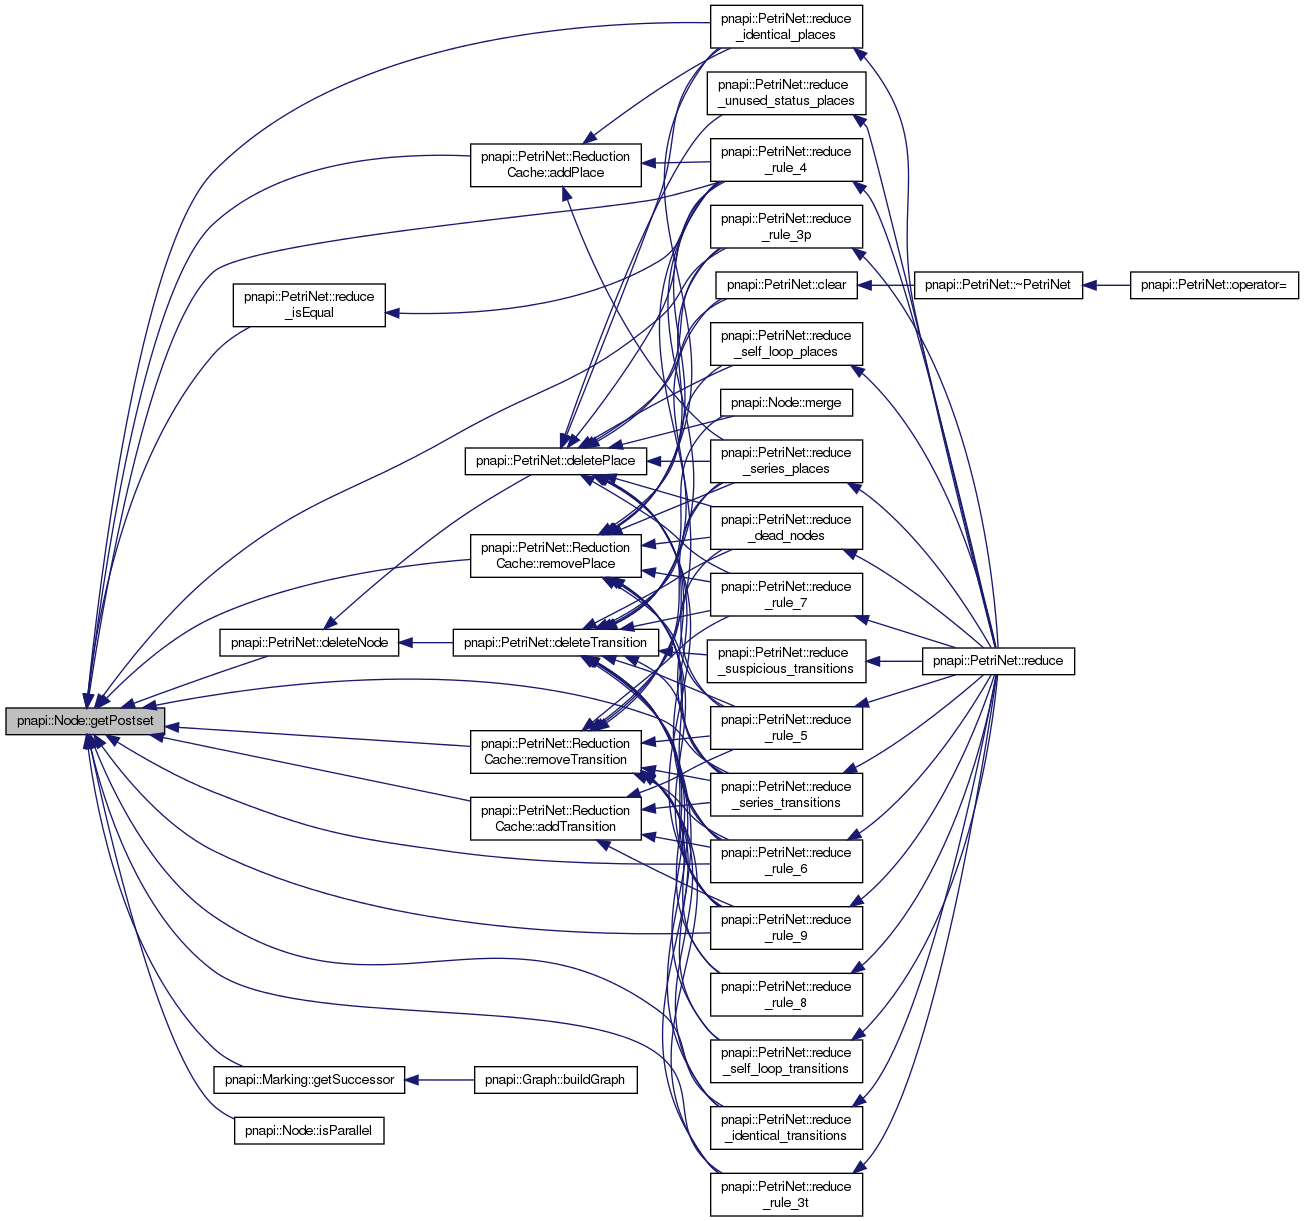 pnapi::PetriNet::reduce
_identical_places
pnapi::PetriNet::reduce
_unused_status_places
pnapi::PetriNet::Reduction
Cache::addPlace
pnapi::PetriNet::reduce
_rule_4
pnapi::PetriNet::reduce
_rule_3p
pnapi::PetriNet::reduce
_isEqual
pnapi::PetriNet::clear
pnapi::PetriNet::~PetriNet
pnapi::PetriNet::operator=
pnapi::PetriNet::reduce
_self_loop_places
pnapi::Node::merge
pnapi::PetriNet::deletePlace
pnapi::PetriNet::reduce
_series_places
pnapi::PetriNet::reduce
_dead_nodes
pnapi::PetriNet::Reduction
Cache::removePlace
pnapi::PetriNet::reduce
_rule_7
pnapi::PetriNet::deleteNode
pnapi::PetriNet::deleteTransition
pnapi::PetriNet::reduce
_suspicious_transitions
pnapi::PetriNet::reduce
pnapi::Node::getPostset
pnapi::PetriNet::reduce
_rule_5
pnapi::PetriNet::Reduction
Cache::removeTransition
pnapi::PetriNet::reduce
_series_transitions
pnapi::PetriNet::Reduction
Cache::addTransition
pnapi::PetriNet::reduce
_rule_6
pnapi::PetriNet::reduce
_rule_9
pnapi::PetriNet::reduce
_rule_8
pnapi::PetriNet::reduce
_self_loop_transitions
pnapi::Marking::getSuccessor
pnapi::Graph::buildGraph
pnapi::Node::isParallel
pnapi::PetriNet::reduce
_identical_transitions
pnapi::PetriNet::reduce
_rule_3t